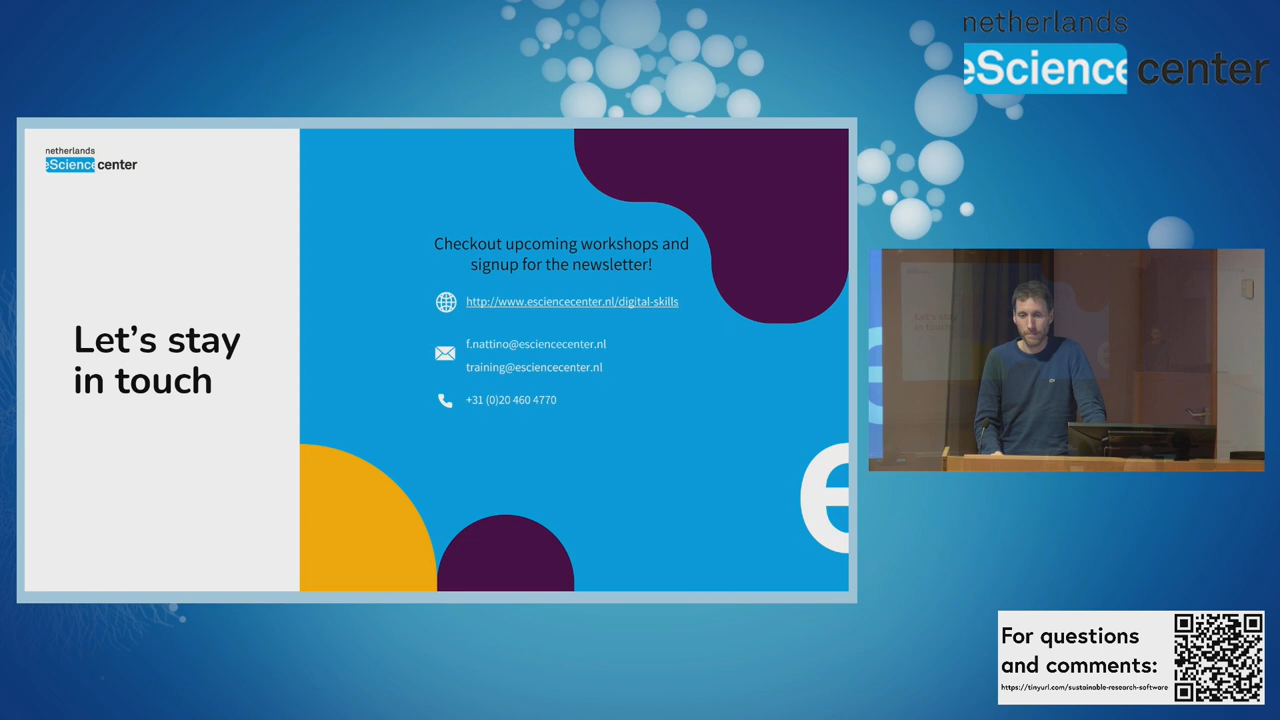 netherlands
eScience center
netherlands
eScience center
Let's stay
in touch
Checkout upcoming workshops and
signup for the newsletter!
http://www.esciencecenter.nl/digital-skills
f.nattino@esciencecenter.nl
training@esciencecenter.nl
+31 (0)20 460 4770
e
For questions
and comments:
https://tinyurl.com/sustainable-research-software